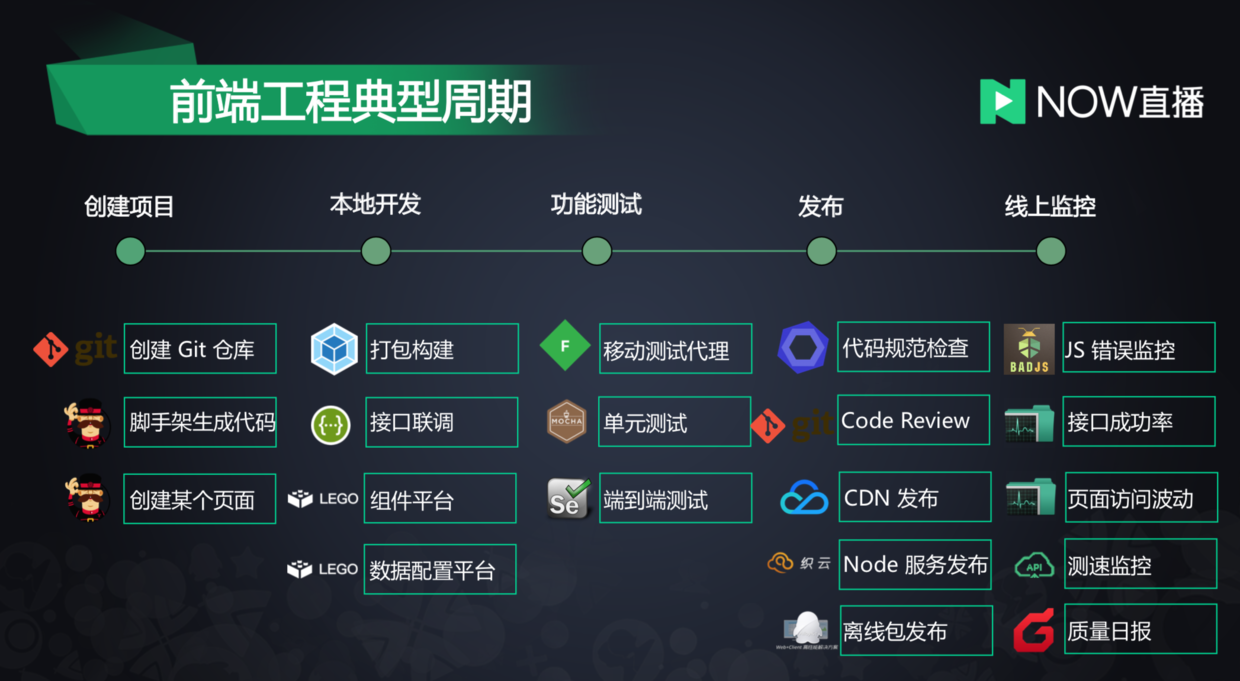 前端工程典型周期
NOW直播
创建项目
本地开发
功能测试
发布
线上监控
git
创建 Git 仓库
脚手架生成代码
创建某个页面
打包构建
接口联调
LEGO
组件平台
LEGO
数据配置平台
F
移动测试代理
MOCHA
单元测试
Se
端到端测试
代码规范检查
git
Code Review
CDN 发布
织云
Node 服务发布
离线包发布
BADJS
JS 错误监控
接口成功率
页面访问波动
API
测速监控
质量日报